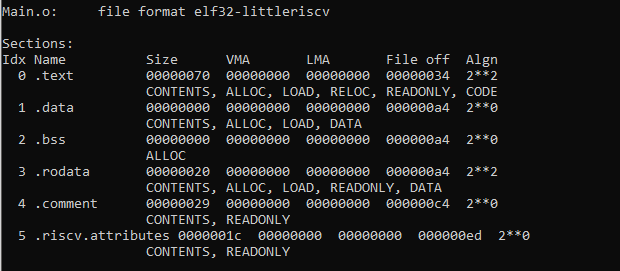 Main.o:     file format elf32-littleriscv
Sections:
Idx Name          Size      VMA       LMA       File off  Algn
  0 .text         00000070  00000000  00000000  00000034  2**2
                  CONTENTS, ALLOC, LOAD, RELOC, READONLY, CODE
  1 .data         00000000  00000000  00000000  000000a4  2**0
                  CONTENTS, ALLOC, LOAD, DATA
  2 .bss          00000000  00000000  00000000  000000a4  2**0
                  ALLOC
  3 .rodata       00000020  00000000  00000000  000000a4  2**2
                  CONTENTS, ALLOC, LOAD, READONLY, DATA
  4 .comment      00000029  00000000  00000000  000000c4  2**0
                  CONTENTS, READONLY
  5 .riscv.attributes 0000001c  00000000  00000000  000000ed  2**0
                  CONTENTS, READONLY